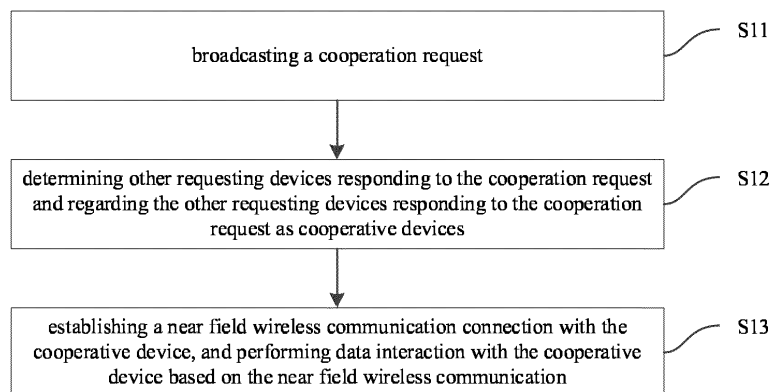 broadcasting a cooperation request
S11
determining other requesting devices responding to the cooperation request
and regarding the other requesting devices responding to the cooperation
request as cooperative devices
S12
establishing a near field wireless communication connection with the
cooperative device, and performing data interaction with the cooperative
device based on the near field wireless communication
S13